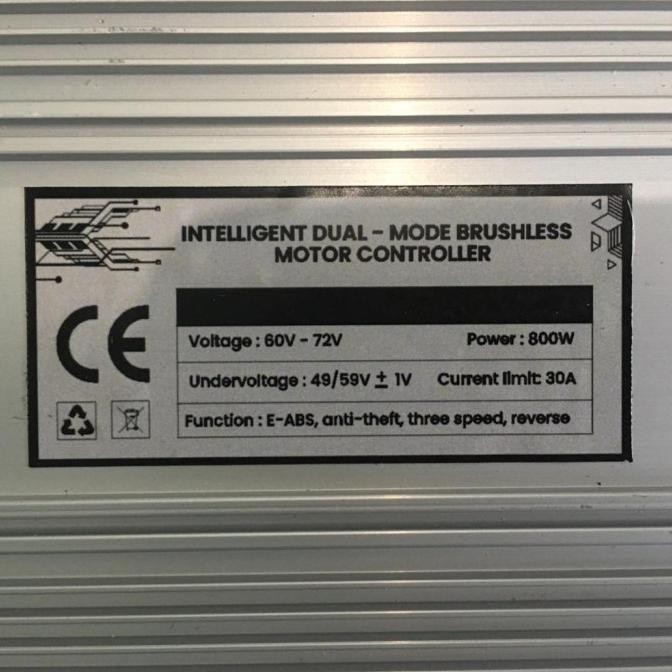 INTELLIGENT DUAL - MODE BRUSHLESS
MOTOR CONTROLLER
CE
Voltage : 60V - 72V Power : 800W
Undervoltage : 49/59V ± 1V Current limit: 30A
Function : E-ABS, anti-theft, three speed, reverse